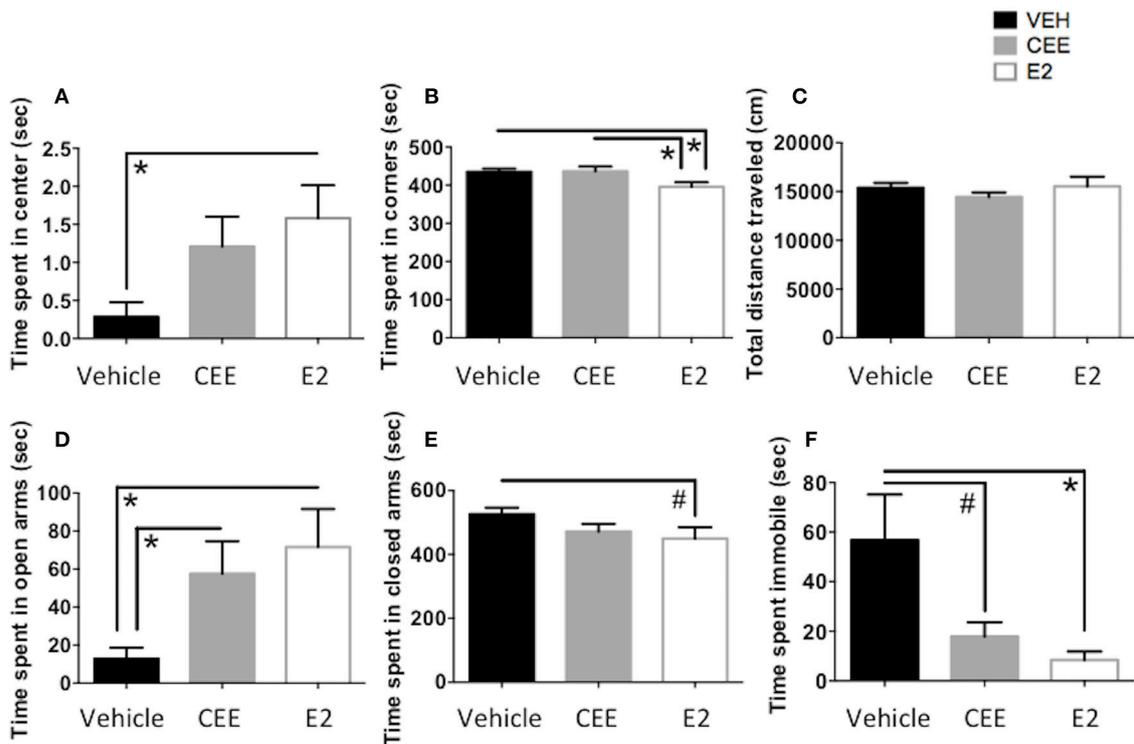 VEH
CEE
E2
A
Time spent in center (sec)
2.5
2.0
1.5
1.0
0.5
0.0
*
Vehicle CEE E2
B
Time spent in corners (sec)
500
400
300
200
100
0
* *
Vehicle CEE E2
C
Total distance traveled (cm)
20000
15000
10000
5000
0
Vehicle CEE E2
D
Time spent in open arms (sec)
100
80
60
40
20
0
*
*
Vehicle CEE E2
E
Time spent in closed arms (sec)
600
400
200
0
#
Vehicle CEE E2
F
Time spent immobile (sec)
80
60
40
20
0
# *
Vehicle CEE E2